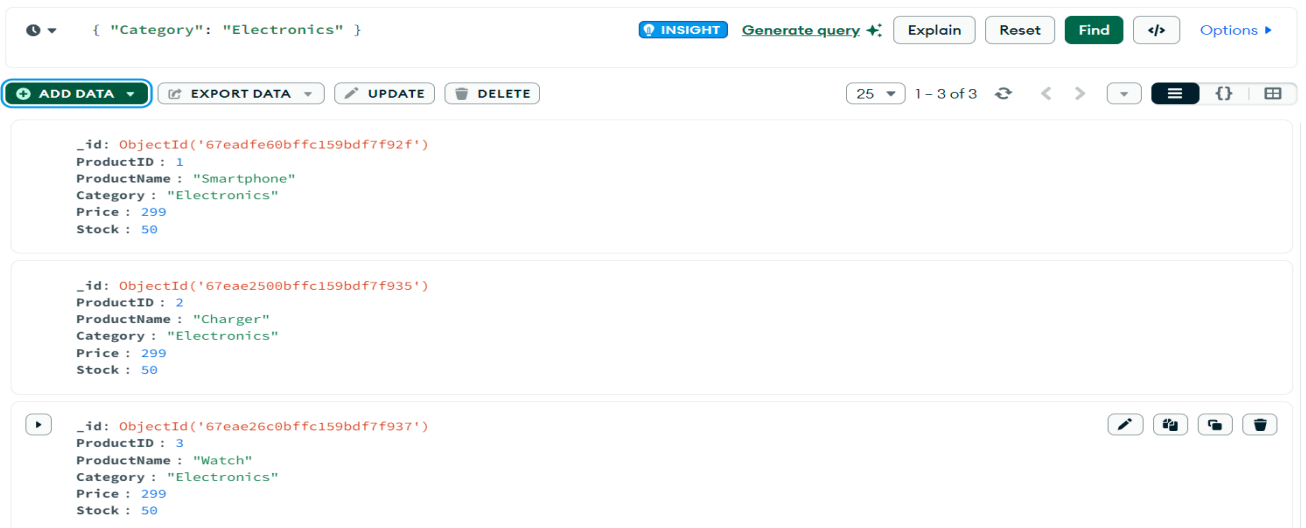 { "Category": "Electronics" }
INSIGHT
Generate query
Explain
Reset
Find
</>
Options
ADD DATA
EXPORT DATA
UPDATE
DELETE
25
1 – 3 of 3
{}
_id: ObjectId('67eadfe60bffc159bdf7f92f')
ProductID : 1
ProductName : "Smartphone"
Category : "Electronics"
Price : 299
Stock : 50
_id: ObjectId('67eae2500bffc159bdf7f935')
ProductID : 2
ProductName : "Charger"
Category : "Electronics"
Price : 299
Stock : 50
_id: ObjectId('67eae26c0bffc159bdf7f937')
ProductID : 3
ProductName : "Watch"
Category : "Electronics"
Price : 299
Stock : 50